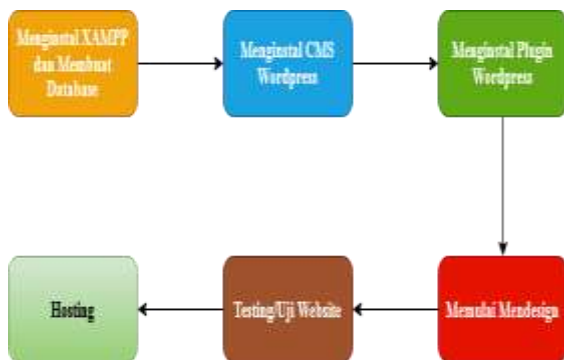 Menginstal XAMPP
dan Membuat
Database
Menginstal CMS
Wordpress
Menginstal Plugin
Wordpress
Memulai Mendesign
Testing/Uji Website
Hosting